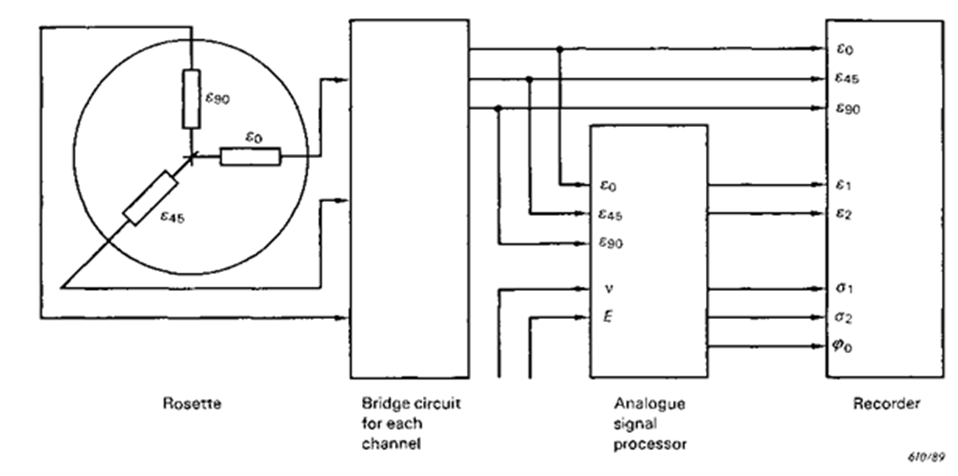 ε90
ε0
ε45
ε0
ε45
ε90
ν
E
ε0
ε45
ε90
ε1
ε2
σ1
σ2
φ0
Rosette
Bridge circuit
for each
channel
Analogue
signal
processor
Recorder
610/89